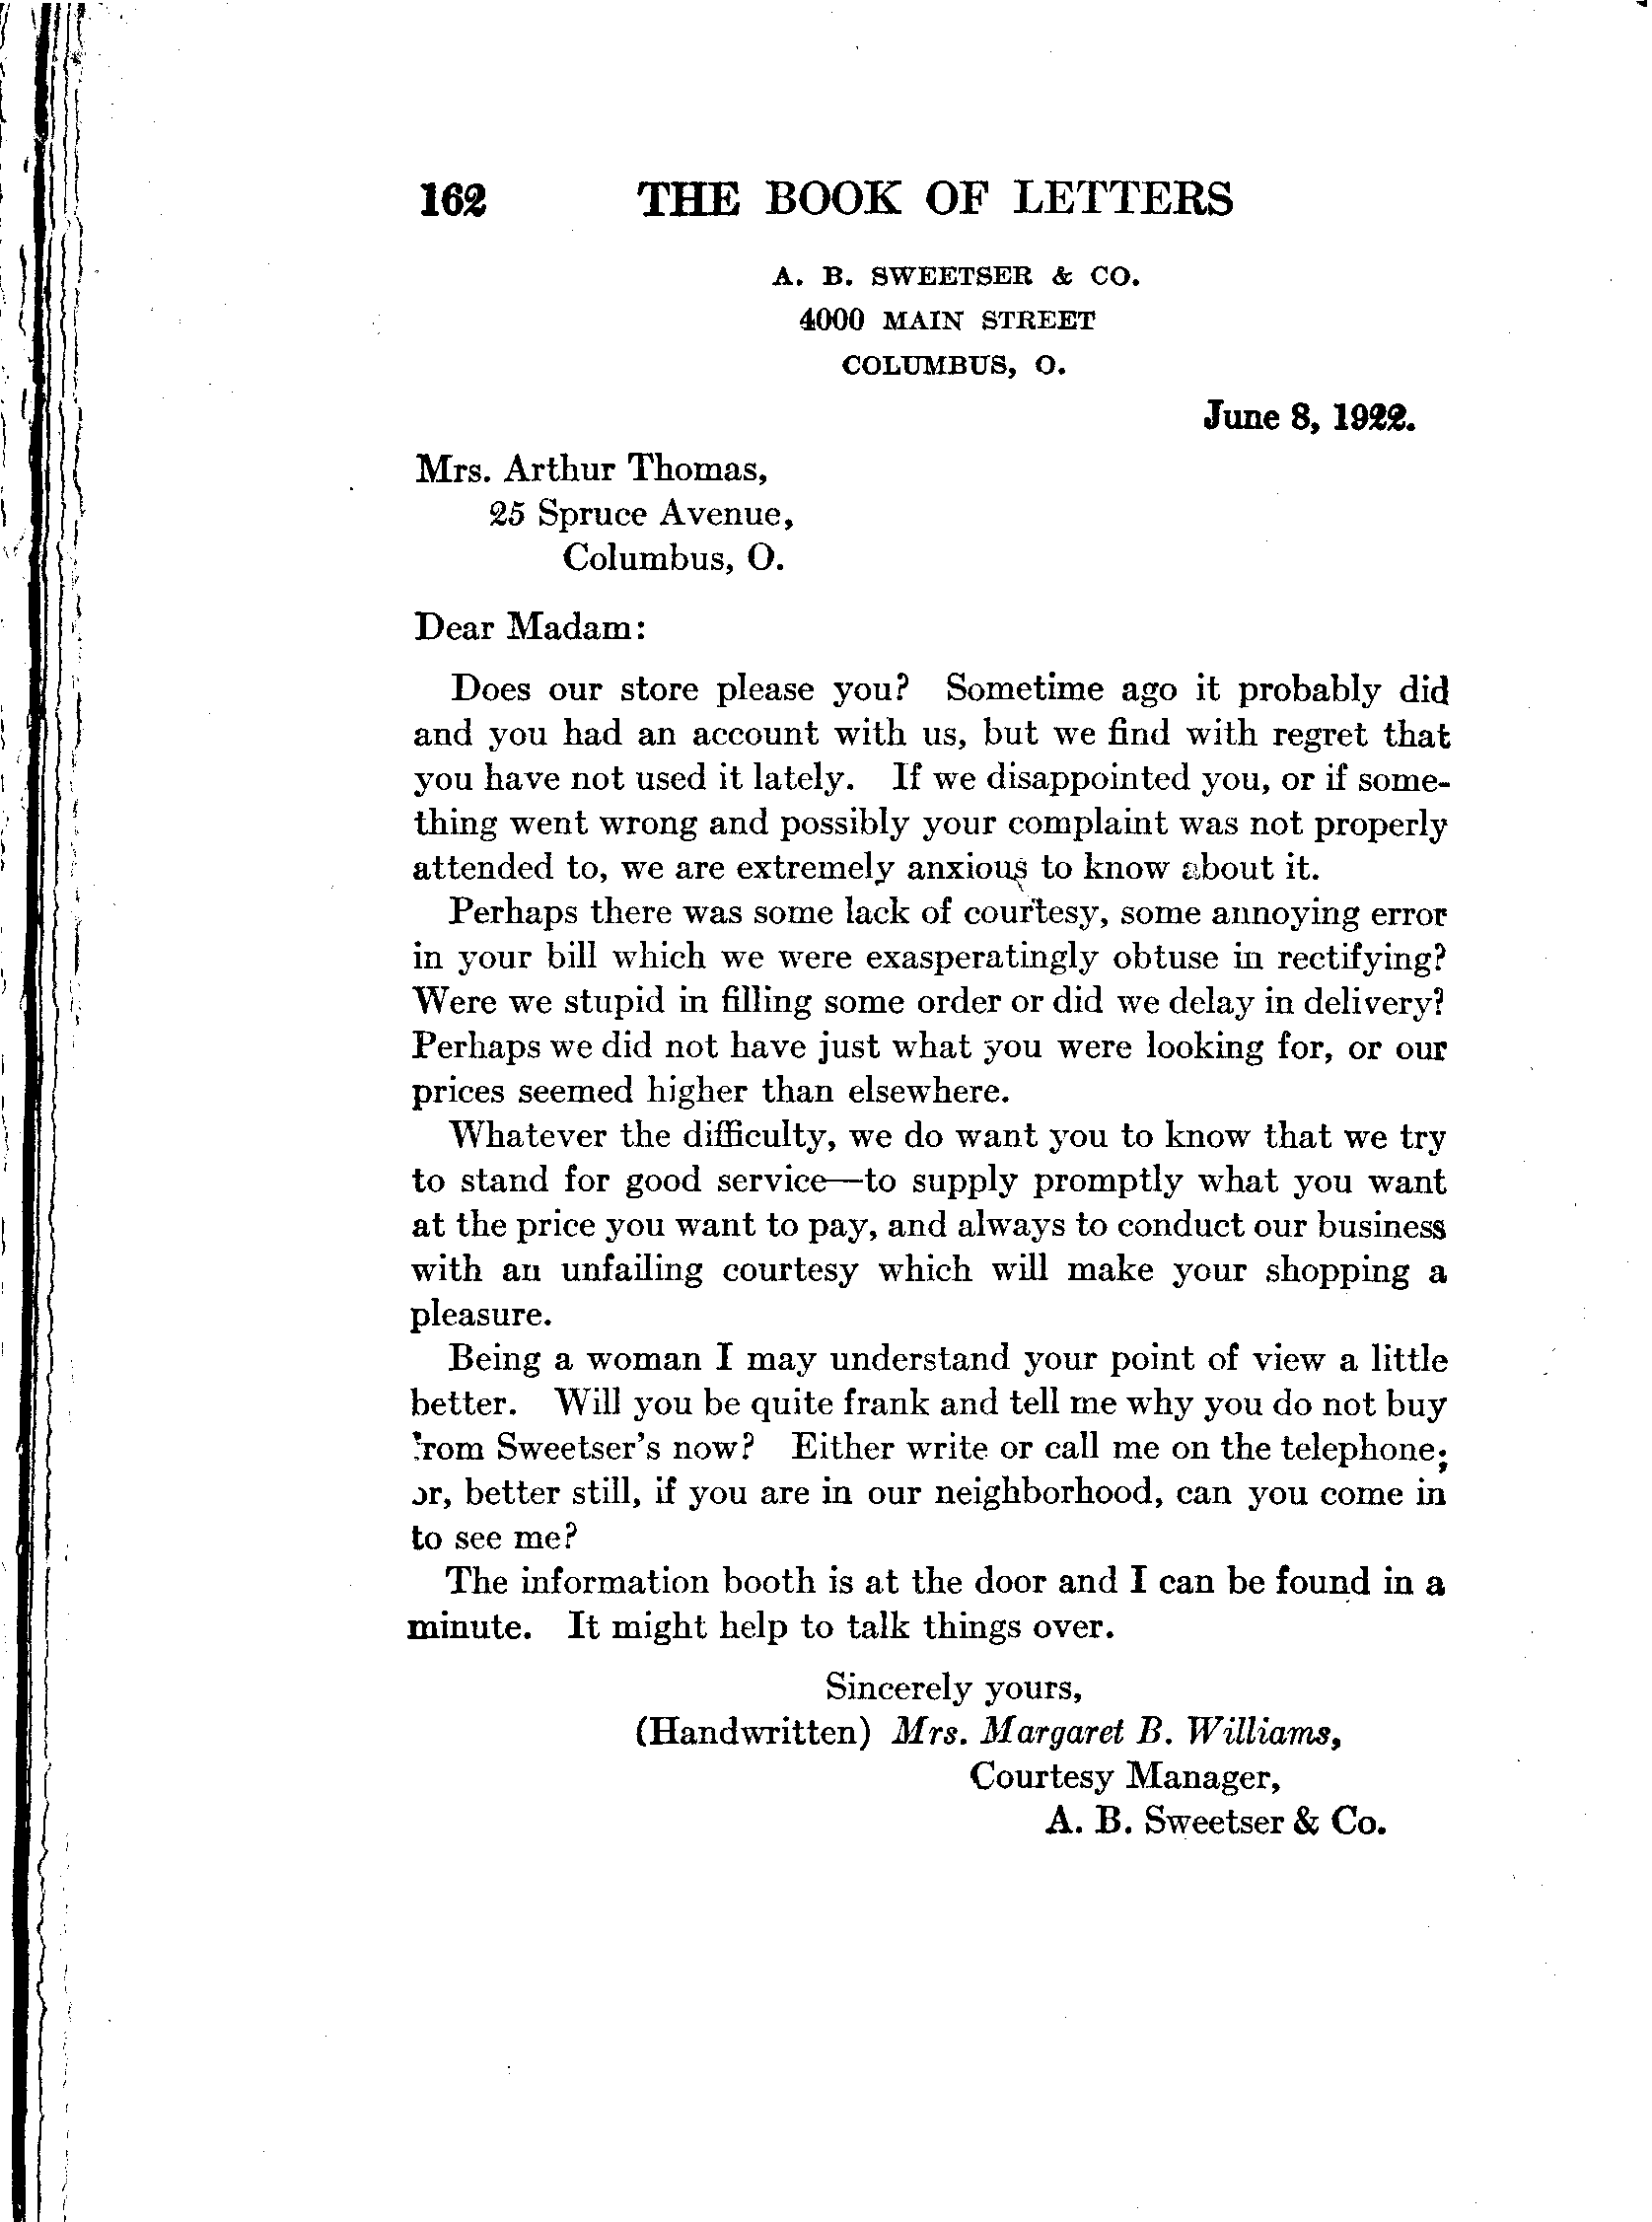 162 THE BOOK OF LETTERS
A. B. SWEETSER & CO.
4000 MAIN STREET
COLUMBUS, O.
June 8, 1922.
Mrs. Arthur Thomas,
25 Spruce Avenue,
Columbus, O.
Dear Madam:
Does our store please you? Sometime ago it probably did
and you had an account with us, but we find with regret that
you have not used it lately. If we disappointed you, or if some-
thing went wrong and possibly your complaint was not properly
attended to, we are extremely anxious to know about it.
Perhaps there was some lack of courtesy, some annoying error
in your bill which we were exasperatingly obtuse in rectifying?
Were we stupid in filling some order or did we delay in delivery?
Perhaps we did not have just what you were looking for, or our
prices seemed higher than elsewhere.
Whatever the difficulty, we do want you to know that we try
to stand for good service—to supply promptly what you want
at the price you want to pay, and always to conduct our business
with an unfailing courtesy which will make your shopping a
pleasure.
Being a woman I may understand your point of view a little
better. Will you be quite frank and tell me why you do not buy
from Sweetser's now? Either write or call me on the telephone;
or, better still, if you are in our neighborhood, can you come in
to see me?
The information booth is at the door and I can be found in a
minute. It might help to talk things over.
Sincerely yours,
(Handwritten) Mrs. Margaret B. Williams,
Courtesy Manager,
A. B. Sweetser & Co.